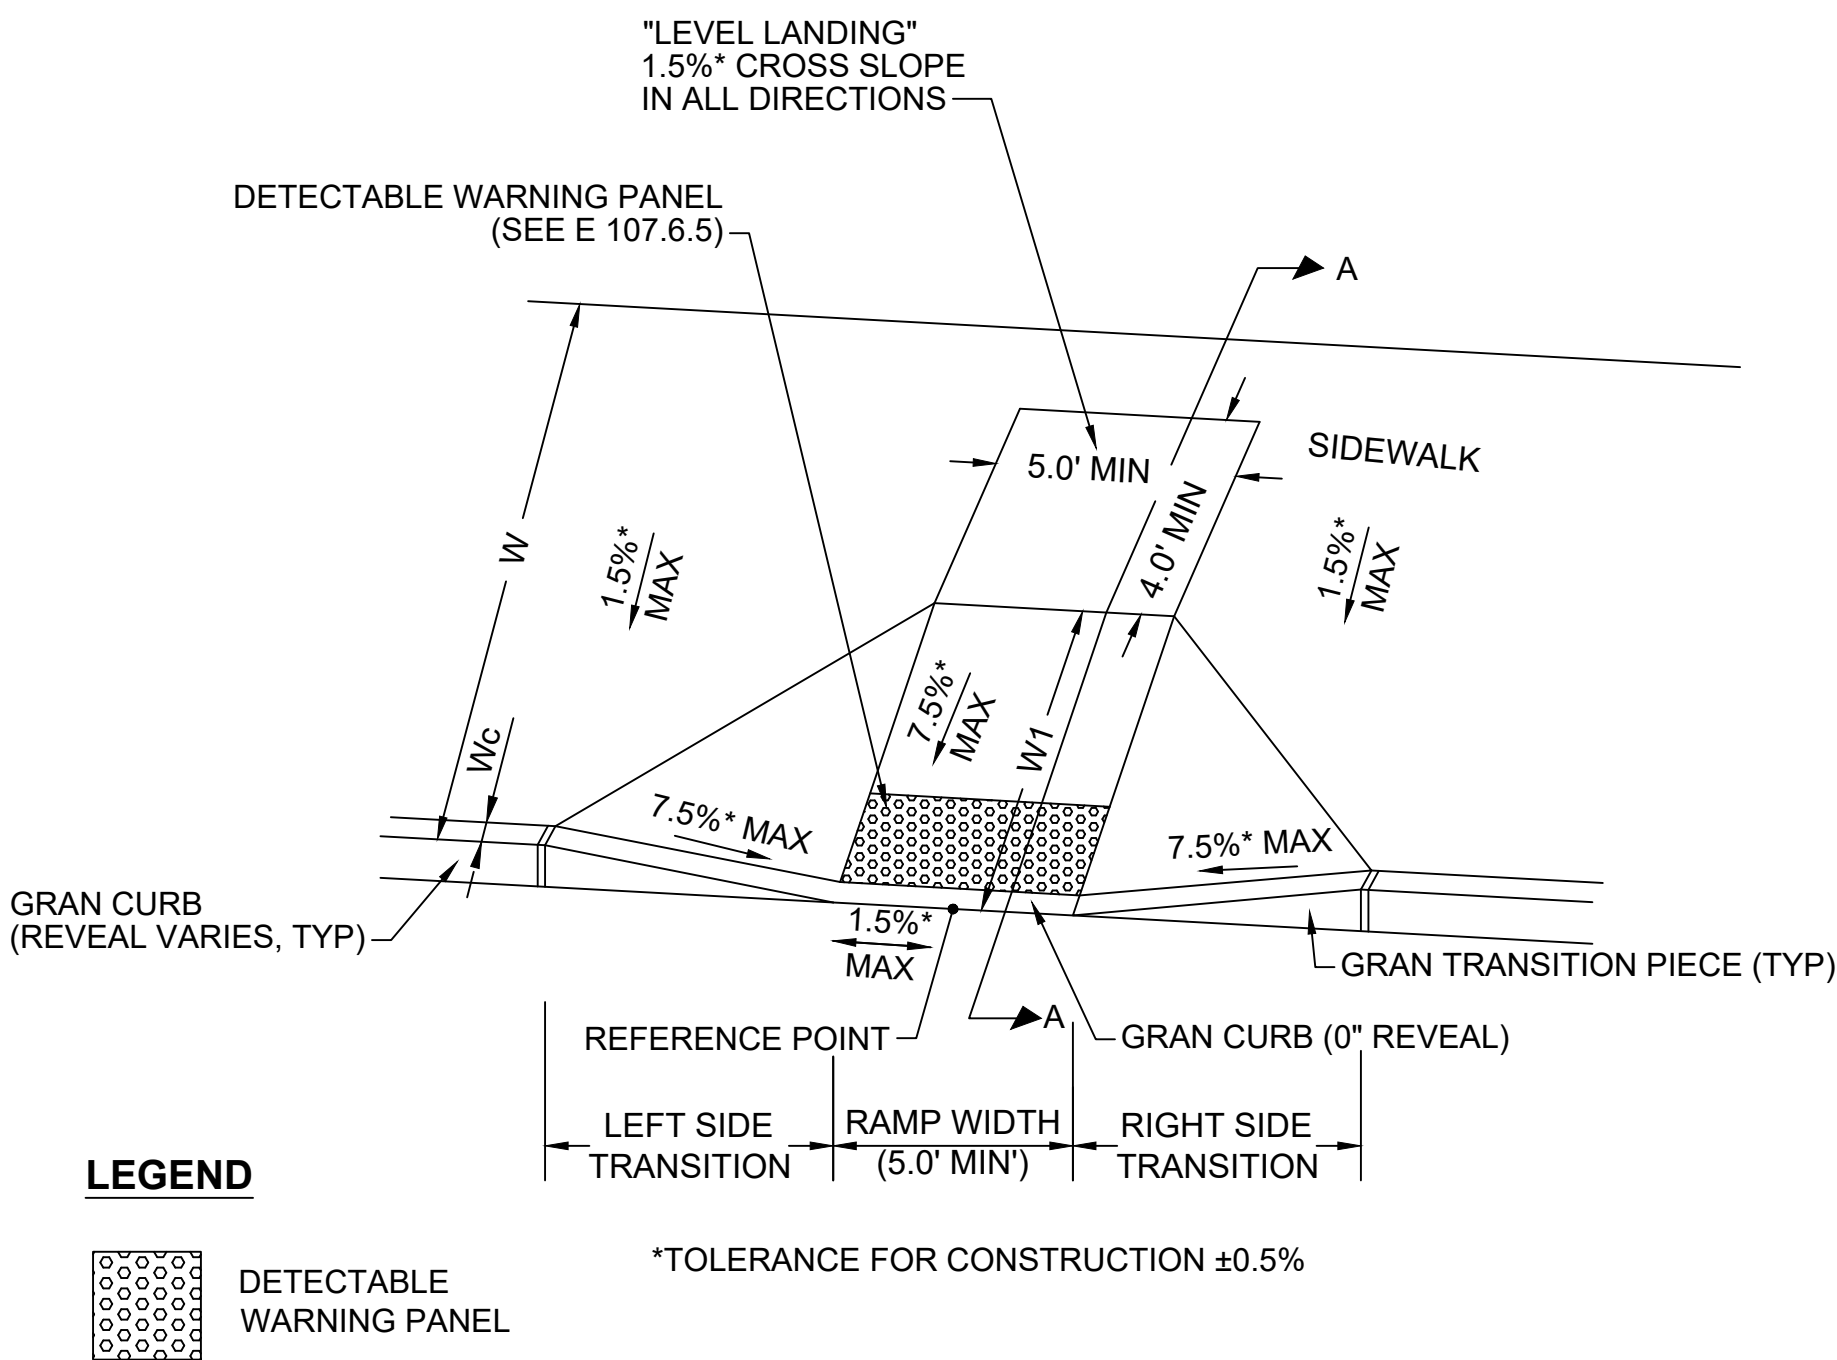 "LEVEL LANDING"
1.5%* CROSS SLOPE
IN ALL DIRECTIONS
DETECTABLE WARNING PANEL
(SEE E 107.6.5)
A
SIDEWALK
5.0' MIN
4.0' MIN
W
1.5%*
MAX
1.5%*
MAX
7.5%*
MAX
W1
Wc
7.5%* MAX
7.5%* MAX
GRAN CURB
(REVEAL VARIES, TYP)
1.5%*
MAX
GRAN TRANSITION PIECE (TYP)
A
REFERENCE POINT
GRAN CURB (0" REVEAL)
LEFT SIDE
TRANSITION
RAMP WIDTH
(5.0' MIN')
RIGHT SIDE
TRANSITION
LEGEND
DETECTABLE
WARNING PANEL
*TOLERANCE FOR CONSTRUCTION ±0.5%